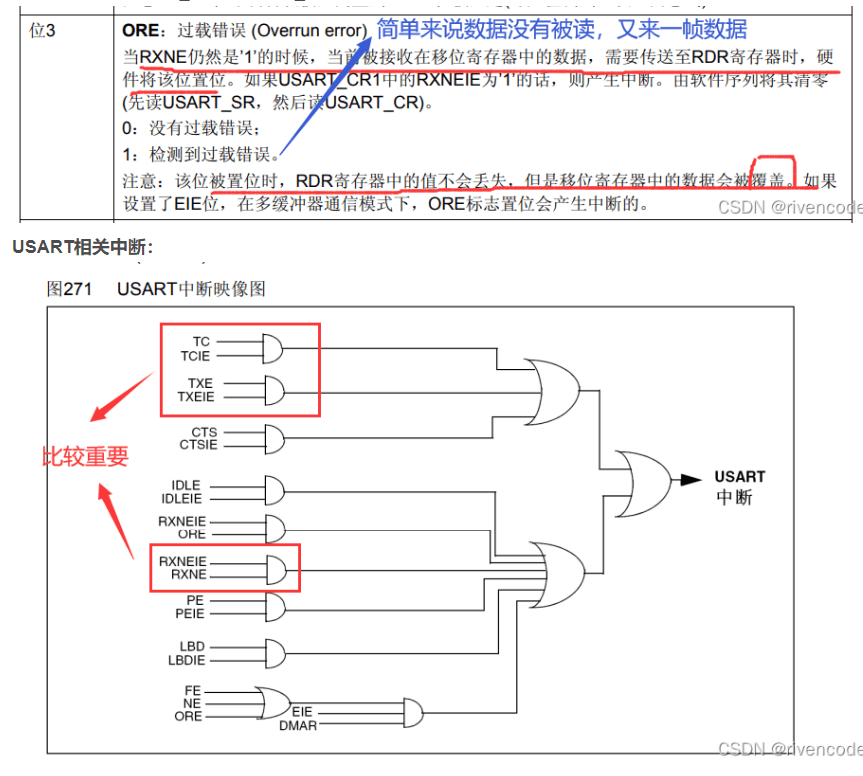 位3
ORE：过载错误 (Overrun error)
简单来说数据没有被读，又来一帧数据
当RXNE仍然是'1'的时候，当前被接收在移位寄存器中的数据，需要传送至RDR寄存器时，硬
件将该位置位。如果USART_CR1中的RXNEIE为'1'的话，则产生中断。由软件序列将其清零
(先读USART_SR，然后读USART_CR)。
0：没有过载错误；
1：检测到过载错误。
注意：该位被置位时，RDR寄存器中的值不会丢失，但是移位寄存器中的数据会被覆盖。如果
设置了EIE位，在多缓冲器通信模式下，ORE标志置位会产生中断的。
CSDN @rivencode
USART相关中断：
图271 USART中断映像图
TC
TCIE
TXE
TXEIE
CTS
CTSIE
比较重要
IDLE
IDLEIE
RXNEIE
ORE
RXNEIE
RXNE
PE
PEIE
LBD
LBDIE
FE
NE
ORE
EIE
DMAR
USART
中断
CSDN @rivencode